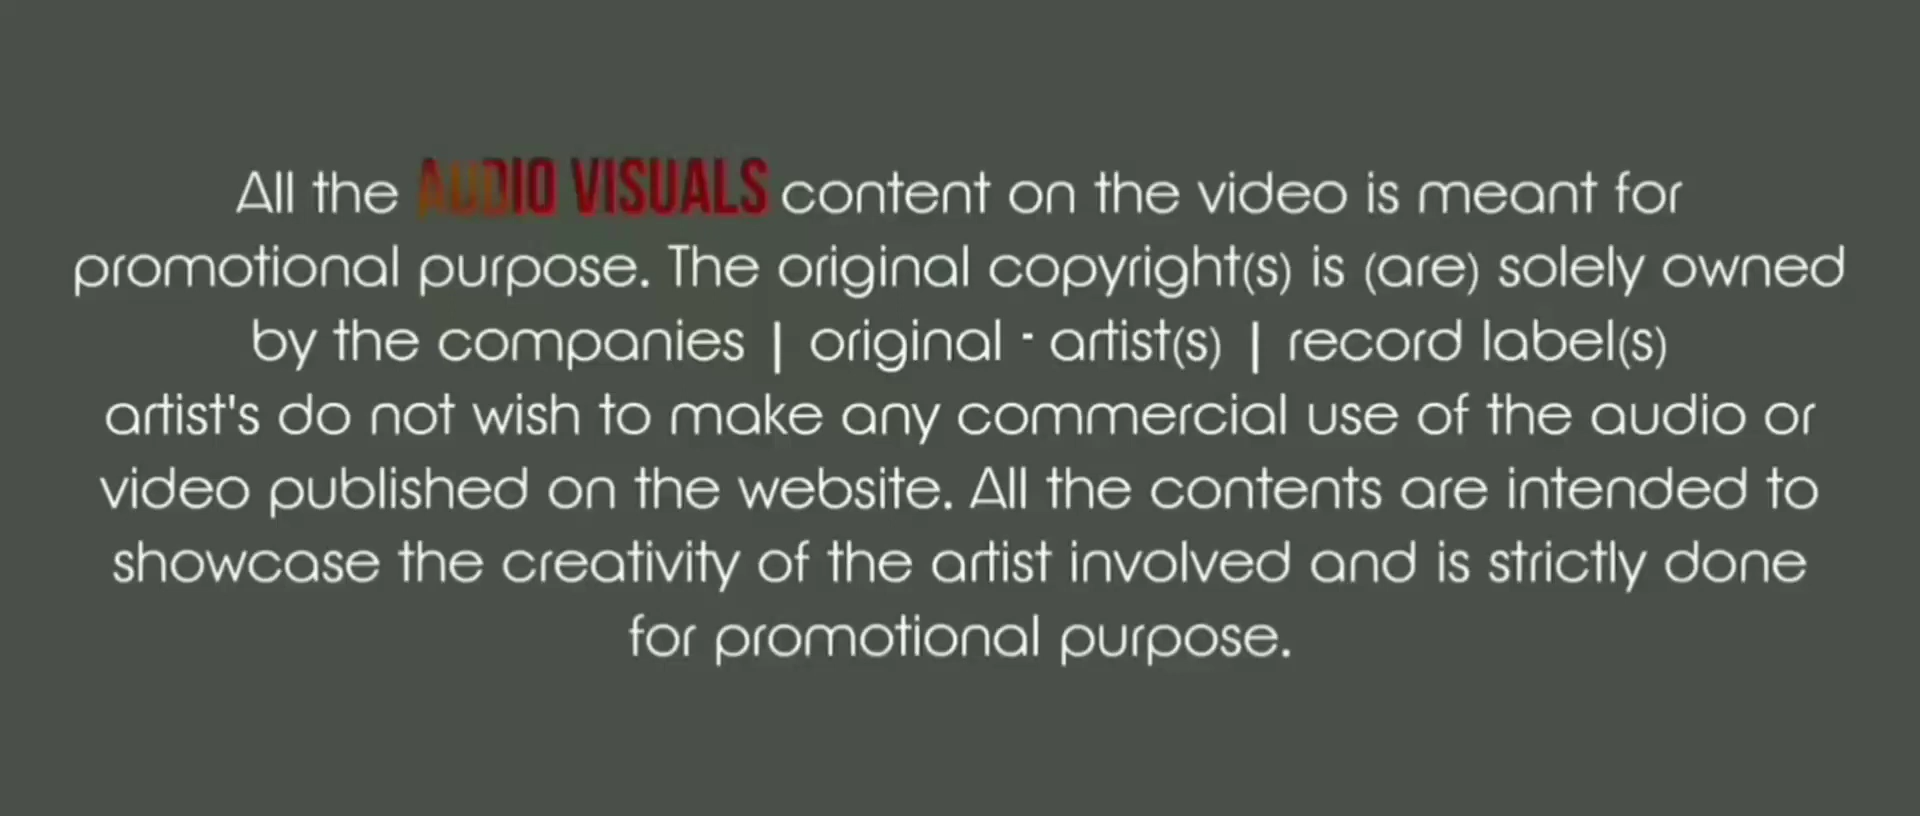 All the AUDIO VISUALS content on the video is meant for
promotional purpose. The original copyright(s) is (are) solely owned
by the companies | original - artist(s) | record label(s)
artist's do not wish to make any commercial use of the audio or
video published on the website. All the contents are intended to
showcase the creativity of the artist involved and is strictly done
for promotional purpose.